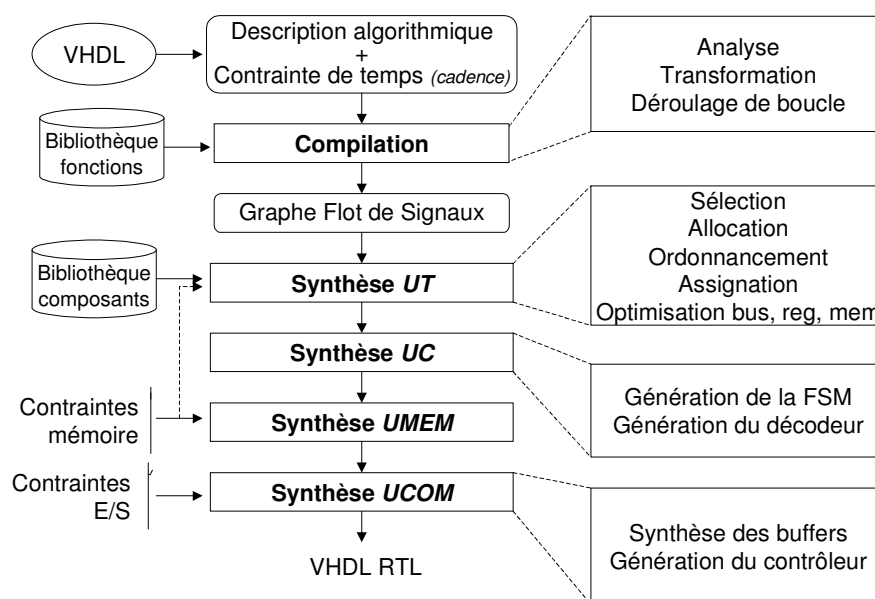 VHDL
Description algorithmique
+
Contrainte de temps (cadence)
Analyse
Transformation
Déroulage de boucle
Bibliothèque
fonctions
Compilation
Graphe Flot de Signaux
Sélection
Allocation
Ordonnancement
Assignation
Optimisation bus, reg, mem
Bibliothèque
composants
Synthèse UT
Synthèse UC
Génération de la FSM
Génération du décodeur
Contraintes
mémoire
Synthèse UMEM
Contraintes
E/S
Synthèse UCOM
Synthèse des buffers
Génération du contrôleur
VHDL RTL